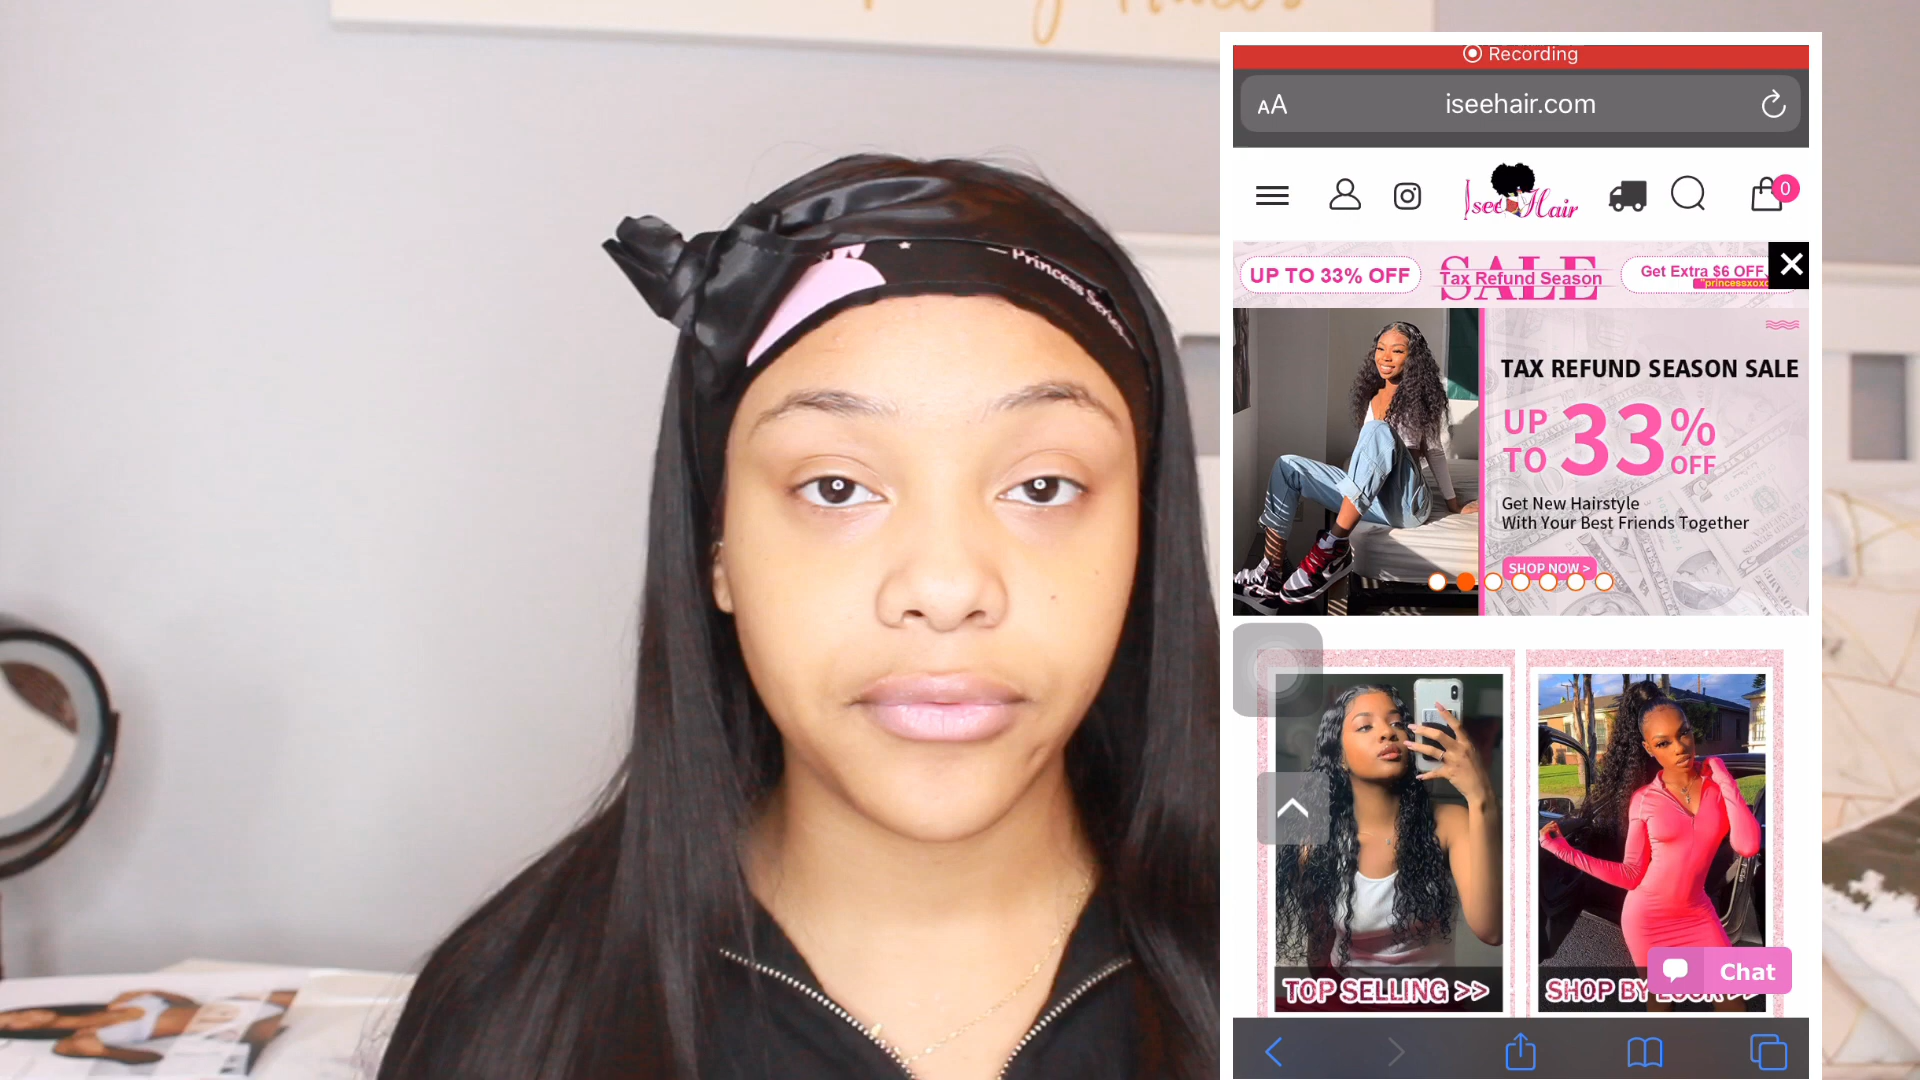 Princess Series
Recording
AA
iseehair.com
Isee Hair
0
UP TO 33% OFF
SALE
Tax Refund Season
Get Extra $6 OFF
TAX REFUND SEASON SALE
UP TO 33% OFF
Get New Hairstyle
With Your Best Friends Together
SHOP NOW >
TOP SELLING >>
SHOP BY LOOK >>
Chat